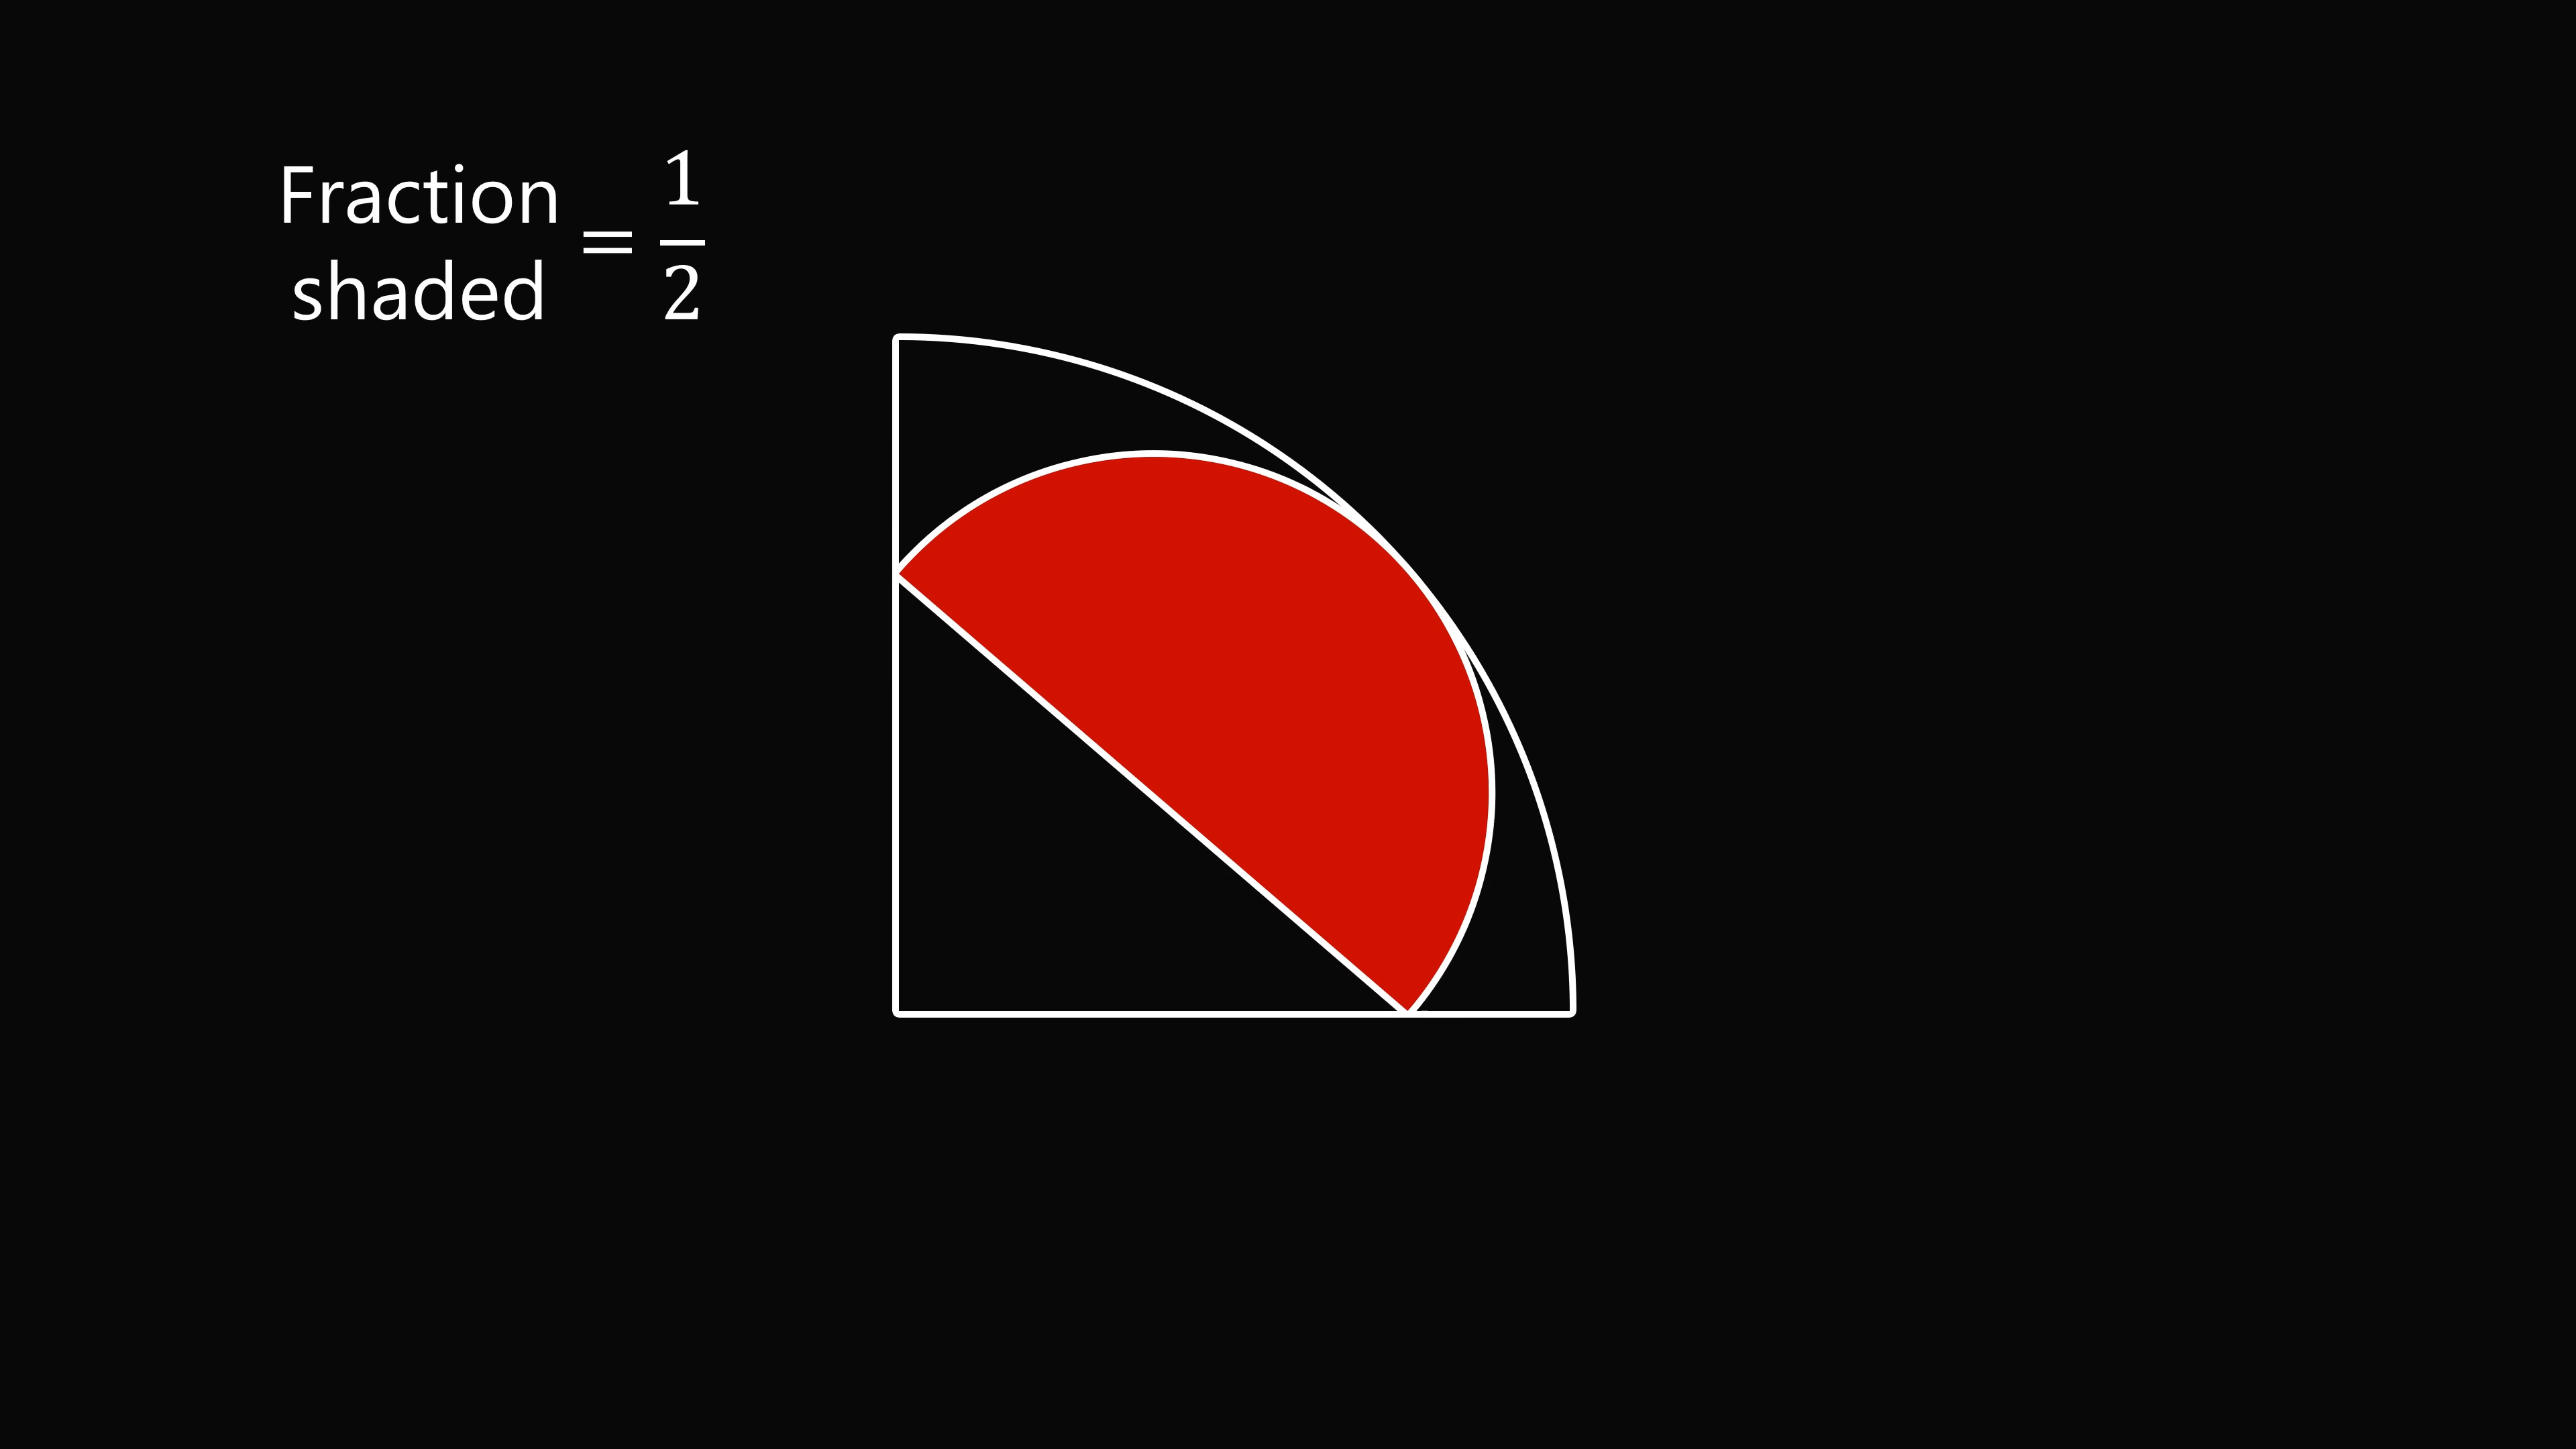 Fraction
shaded
= 1/2